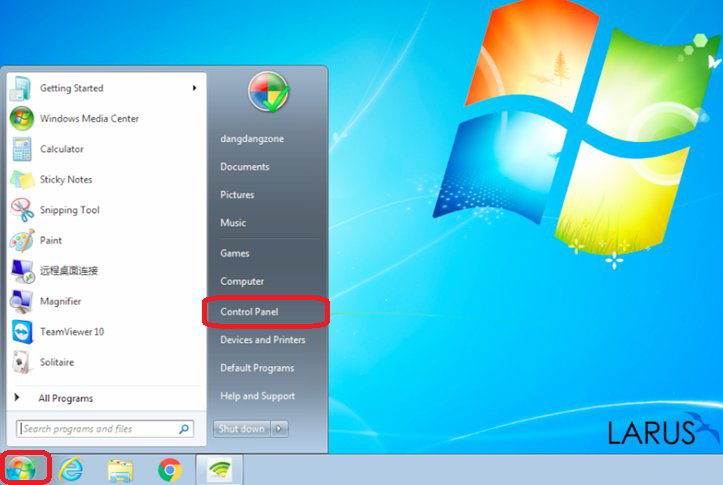 Getting Started
Windows Media Center
Calculator
Sticky Notes
Snipping Tool
Paint
远程桌面连接
Magnifier
TeamViewer 10
Solitaire
All Programs
Search programs and files
dangdangzone
Documents
Pictures
Music
Games
Computer
Control Panel
Devices and Printers
Default Programs
Help and Support
Shut down
LARUS